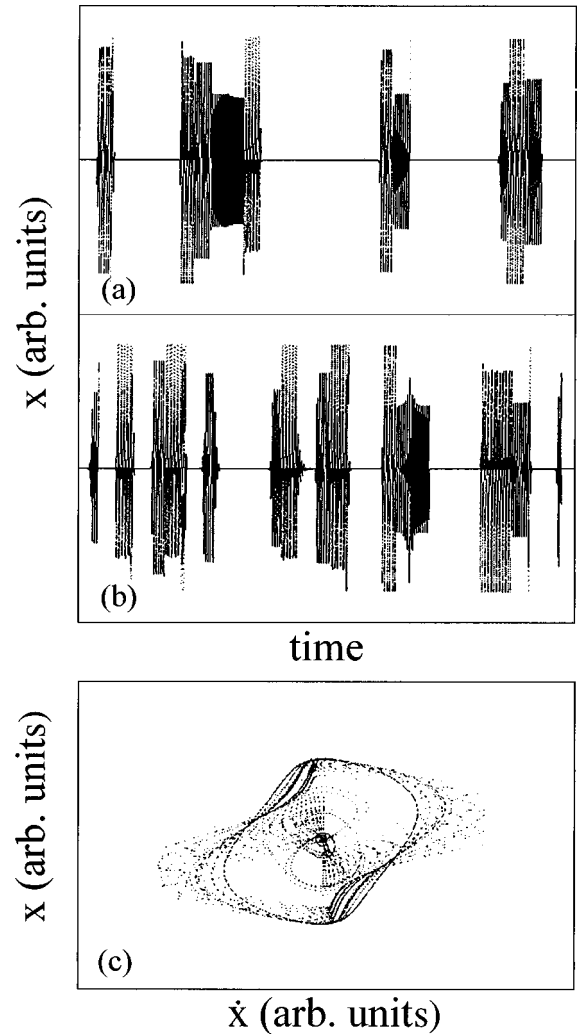 x (arb. units)
(a)
(b)
time
x (arb. units)
(c)
ẋ (arb. units)